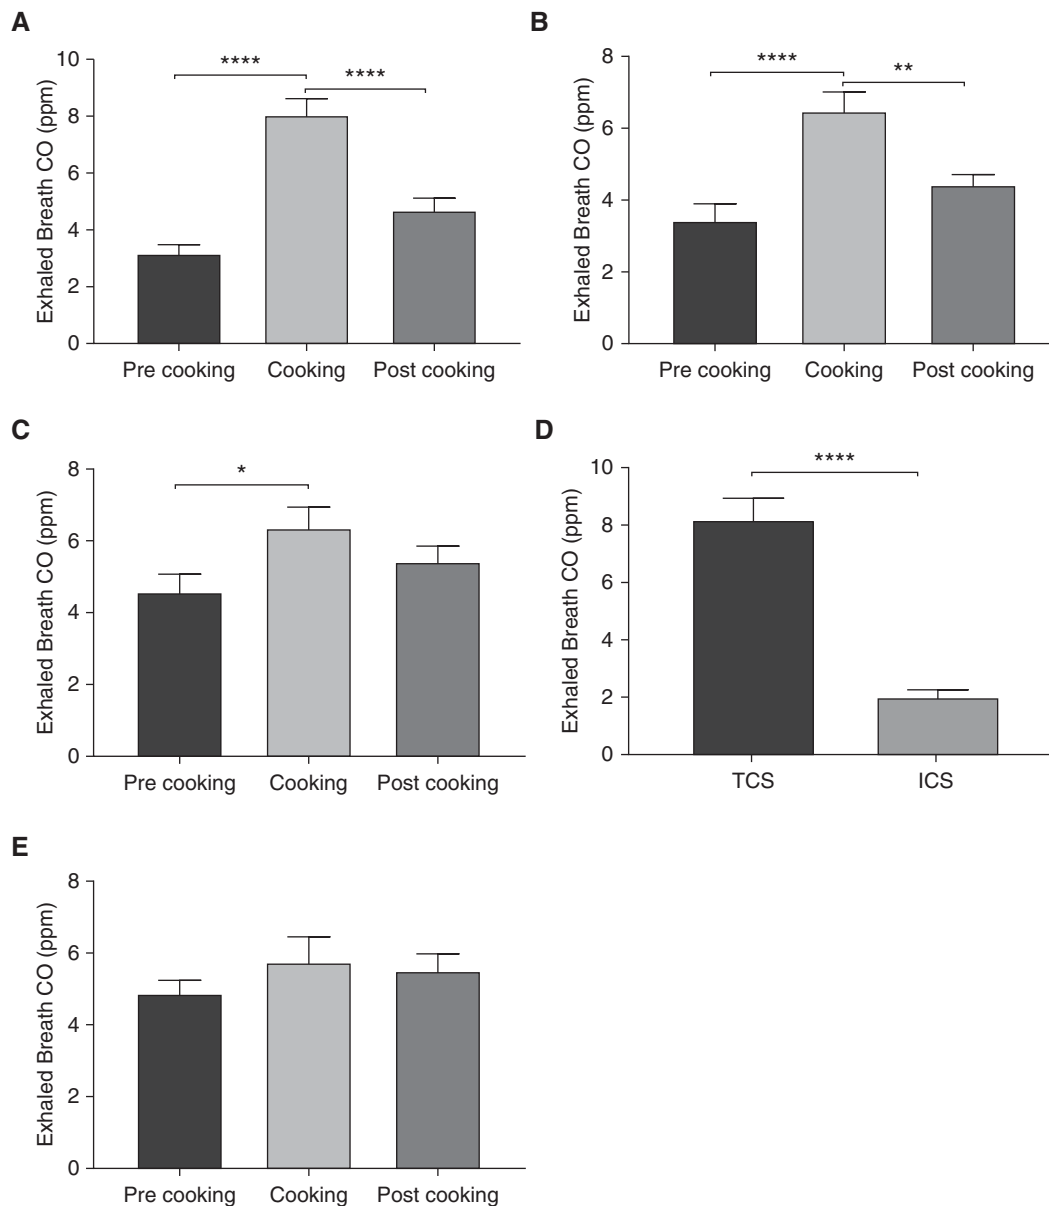 A
Exhaled Breath CO (ppm)
10
8
6
4
2
0
****
****
Pre cooking
Cooking
Post cooking
B
Exhaled Breath CO (ppm)
8
6
4
2
0
****
**
Pre cooking
Cooking
Post cooking
C
Exhaled Breath CO (ppm)
8
6
4
2
0
*
Pre cooking
Cooking
Post cooking
D
Exhaled Breath CO (ppm)
10
8
6
4
2
0
****
TCS
ICS
E
Exhaled Breath CO (ppm)
8
6
4
2
0
Pre cooking
Cooking
Post cooking